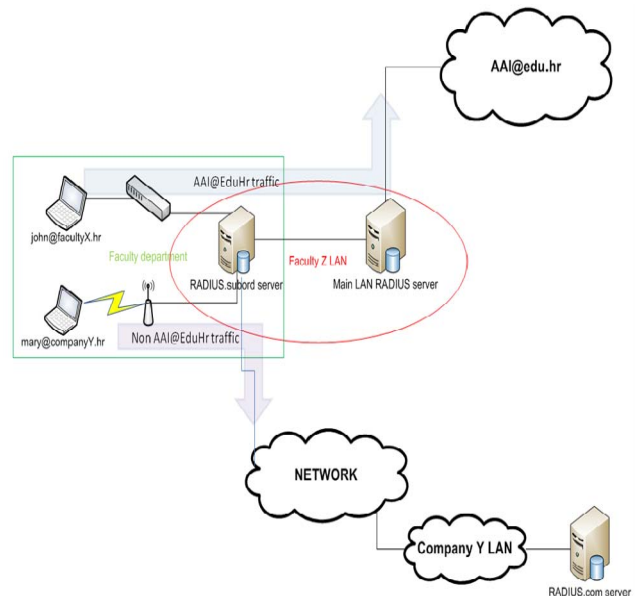 AAI@edu.hr
AAI@EduHr traffic
john@facultyX.hr
Faculty department
Faculty Z LAN
RADIUS.subord server
Main LAN RADIUS server
mary@companyY.hr
Non AAI@EduHr traffic
NETWORK
Company Y LAN
RADIUS.com server